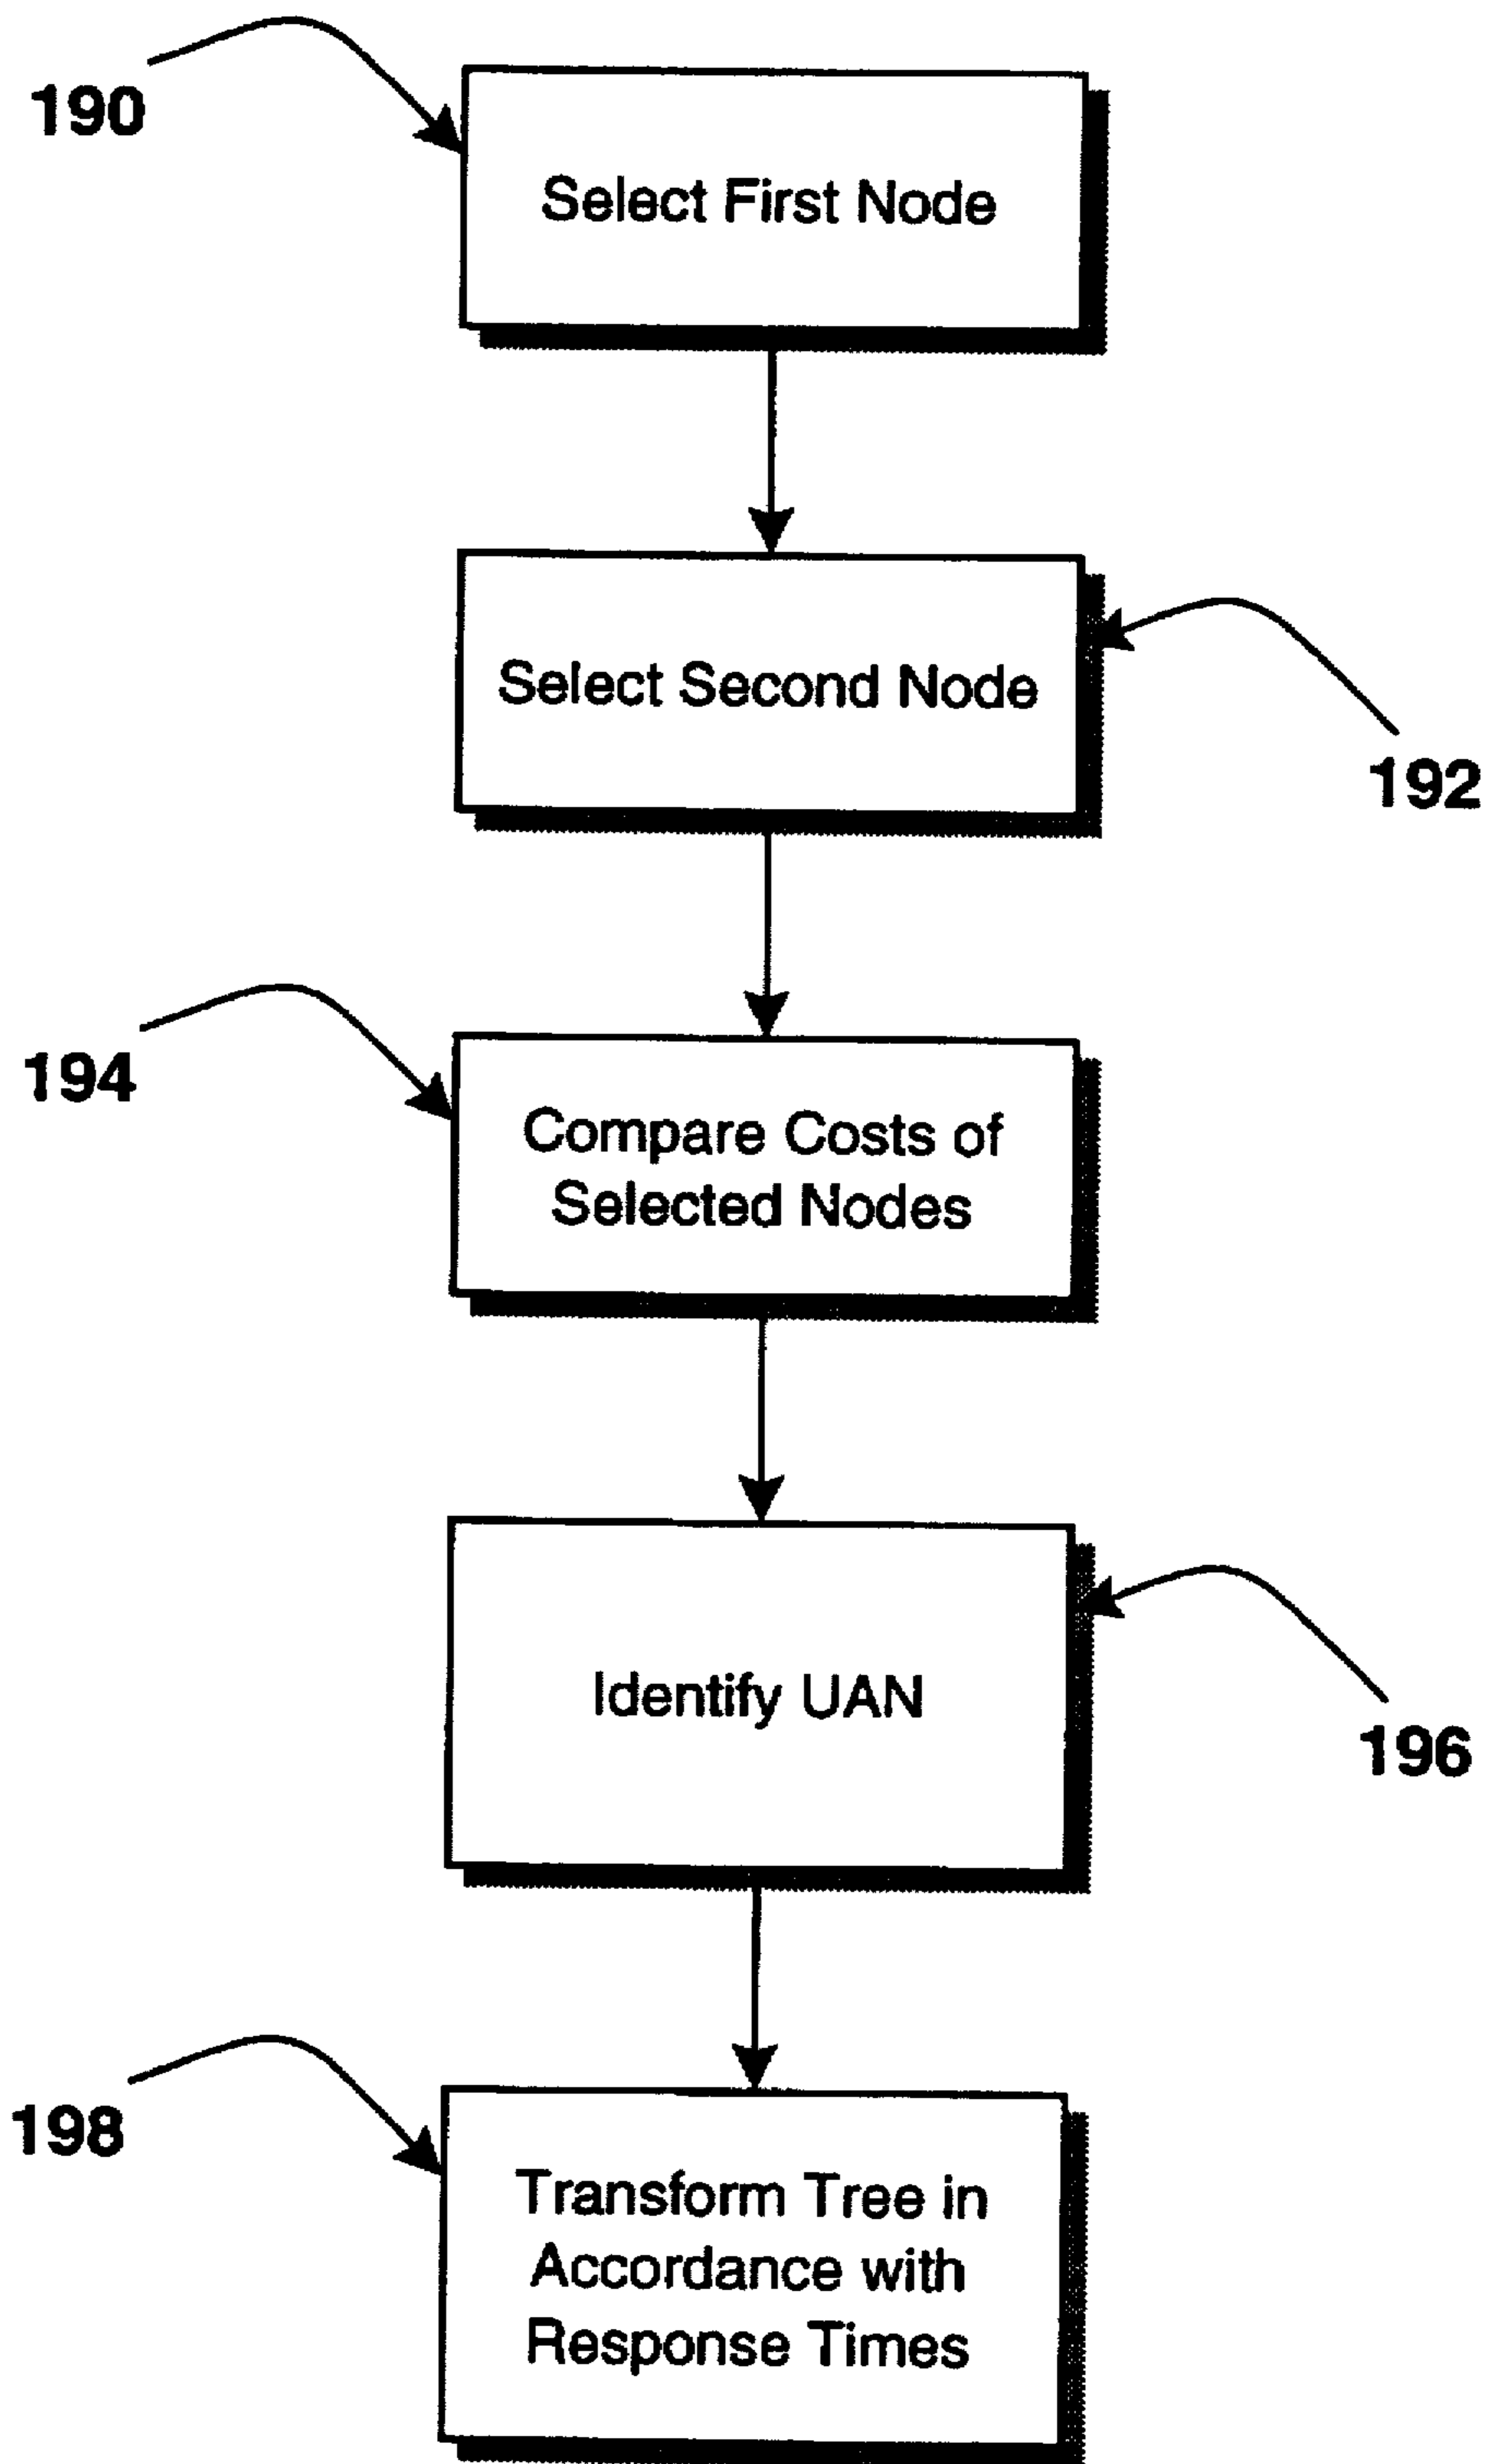 190
Select First Node
Select Second Node
192
194
Compare Costs of
Selected Nodes
Identify UAN
196
198
Transform Tree in
Accordance with
Response Times